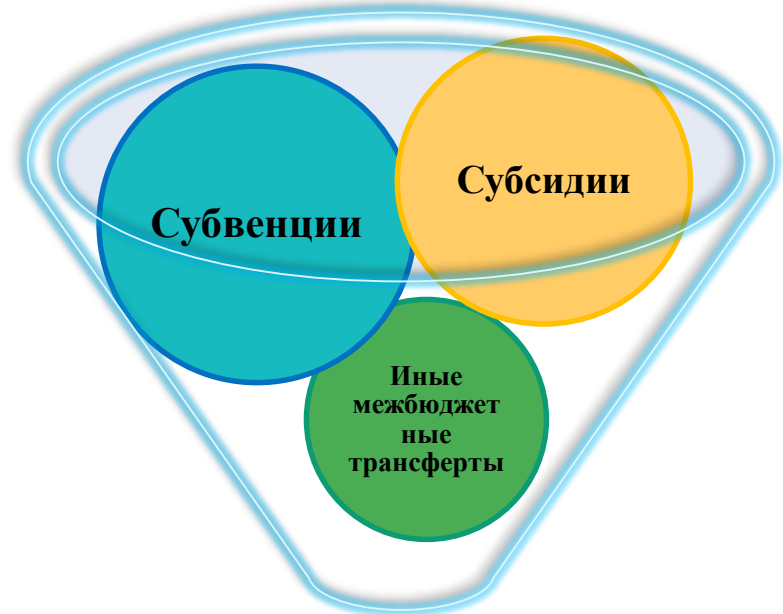 Субвенции
Субсидии
Иные
межбюджет
ные
трансферты